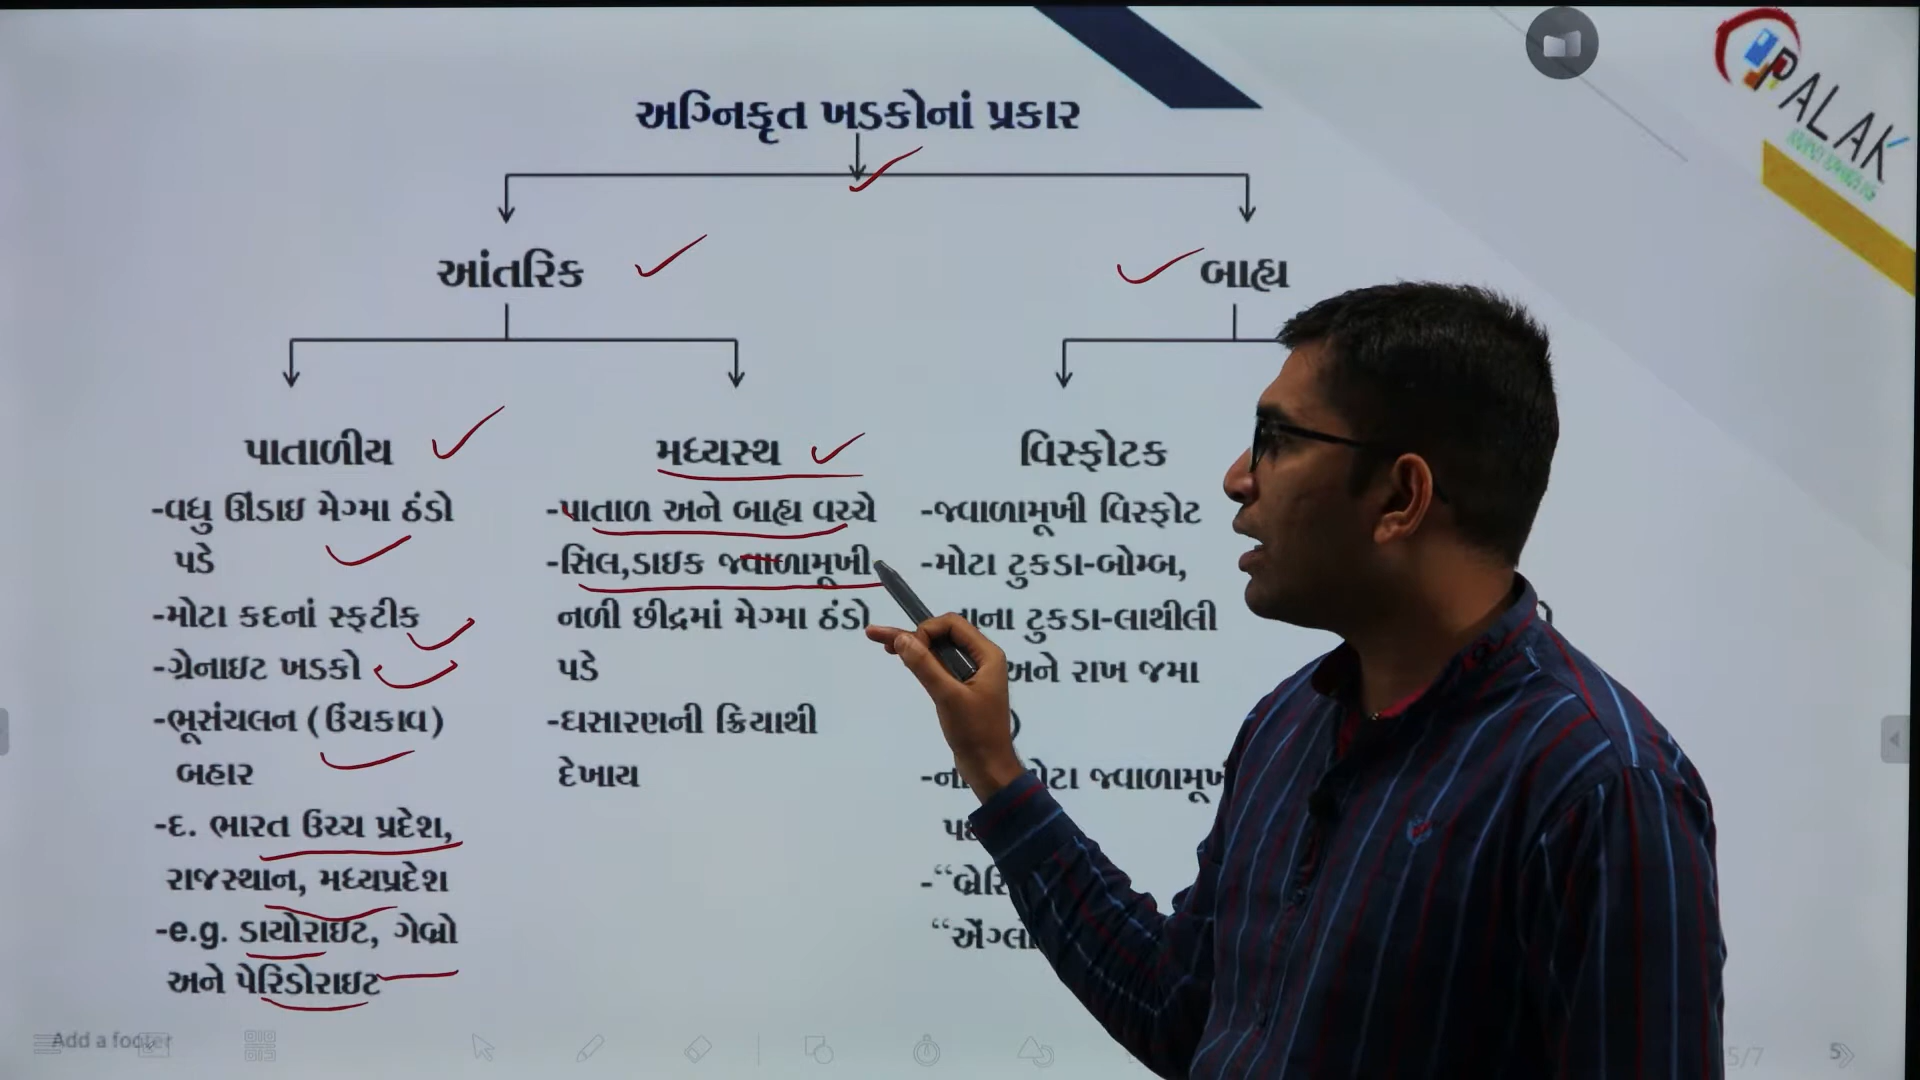 PALAK
અગ્નિકૃત ખડકોનાં પ્રકાર
આંતરિક
બાહ્ય
પાતાળીય
-વધુ ઊંડાઇ મેગ્મા ઠંડો
પડે
-મોટા કદનાં સ્ફટીક
-ગ્રેનાઇટ ખડકો
-ભૂસંચલન (ઉંચકાવ)
બહાર
-દ. ભારત ઉચ્ચ પ્રદેશ,
રાજસ્થાન, મધ્યપ્રદેશ
-e.g. ડાયોરાઇટ, ગેબ્રો
અને પેરિડોરાઇટ
મધ્યસ્થ
-પાતાળ અને બાહ્ય વચ્ચે
-સિલ,ડાઇક જ્વાળામૂખી
નળી છીદ્રમાં મેગ્મા ઠંડો
પડે
-ઘસારણની ક્રિયાથી
દેખાય
વિસ્ફોટક
-જ્વાળામૂખી વિસ્ફોટ
-મોટા ટુકડા-બોમ્બ,
ટુકડા-લાથીલી
અને રાખ જમા
Add a footer
5